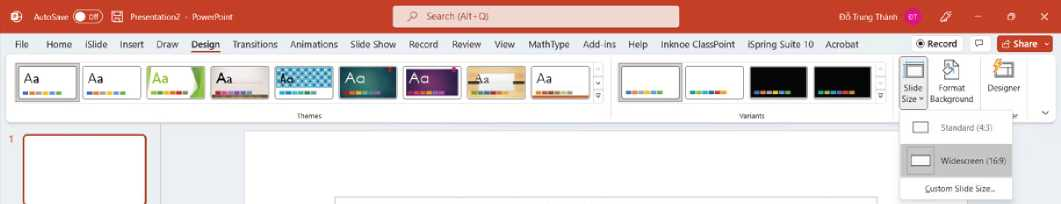 AutoSave Off Presentation2 - PowerPoint Search (Alt+Q) Đỗ Trung Thành ĐT
File Home iSlide Insert Draw Design Transitions Animations Slide Show Record Review View MathType Add-ins Help Inknoe ClassPoint iSpring Suite 10 Acrobat Record Share
Aa Aa Aa Aa Aa Aa Aa Aa Aa
Slide Format Designer
Size Background
Themes Variants er
1
Standard (4:3)
Widescreen (16:9)
Custom Slide Size...